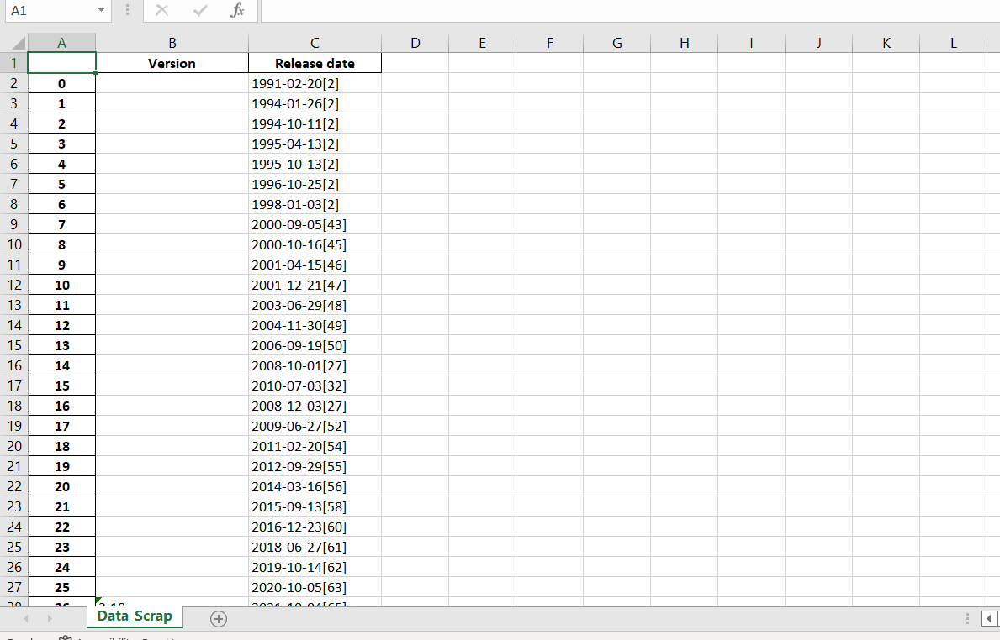 A1 fx
A B C D E F G H I J K L
1 Version Release date
2 0 1991-02-20[2]
3 1 1994-01-26[2]
4 2 1994-10-11[2]
5 3 1995-04-13[2]
6 4 1995-10-13[2]
7 5 1996-10-25[2]
8 6 1998-01-03[2]
9 7 2000-09-05[43]
10 8 2000-10-16[45]
11 9 2001-04-15[46]
12 10 2001-12-21[47]
13 11 2003-06-29[48]
14 12 2004-11-30[49]
15 13 2006-09-19[50]
16 14 2008-10-01[27]
17 15 2010-07-03[32]
18 16 2008-12-03[27]
19 17 2009-06-27[52]
20 18 2011-02-20[54]
21 19 2012-09-29[55]
22 20 2014-03-16[56]
23 21 2015-09-13[58]
24 22 2016-12-23[60]
25 23 2018-06-27[61]
26 24 2019-10-14[62]
27 25 2020-10-05[63]
28 26 3.10 2021-10-04[65]
Data_Scrap